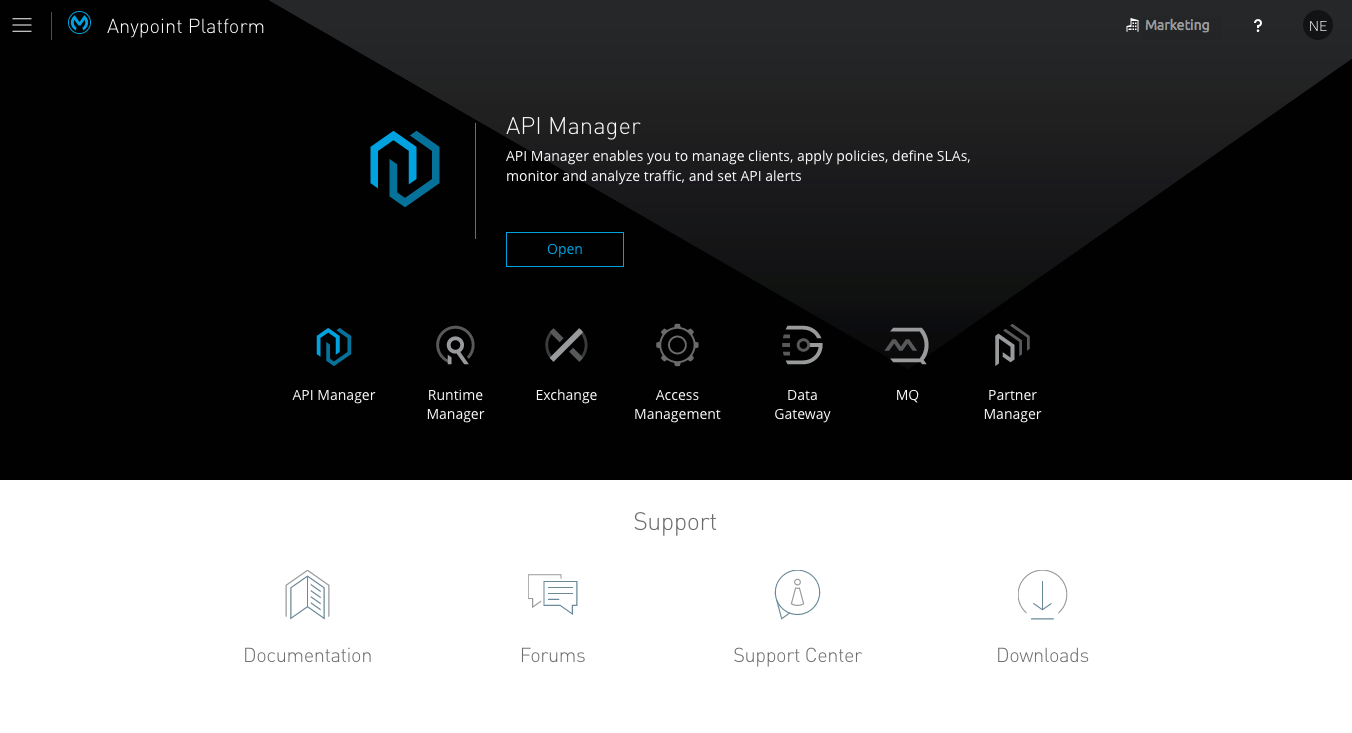 Anypoint Platform
Marketing
?
NE
API Manager
API Manager enables you to manage clients, apply policies, define SLAs,
monitor and analyze traffic, and set API alerts
Open
API Manager
Runtime
Manager
Exchange
Access
Management
Data
Gateway
MQ
Partner
Manager
Support
Documentation
Forums
Support Center
Downloads